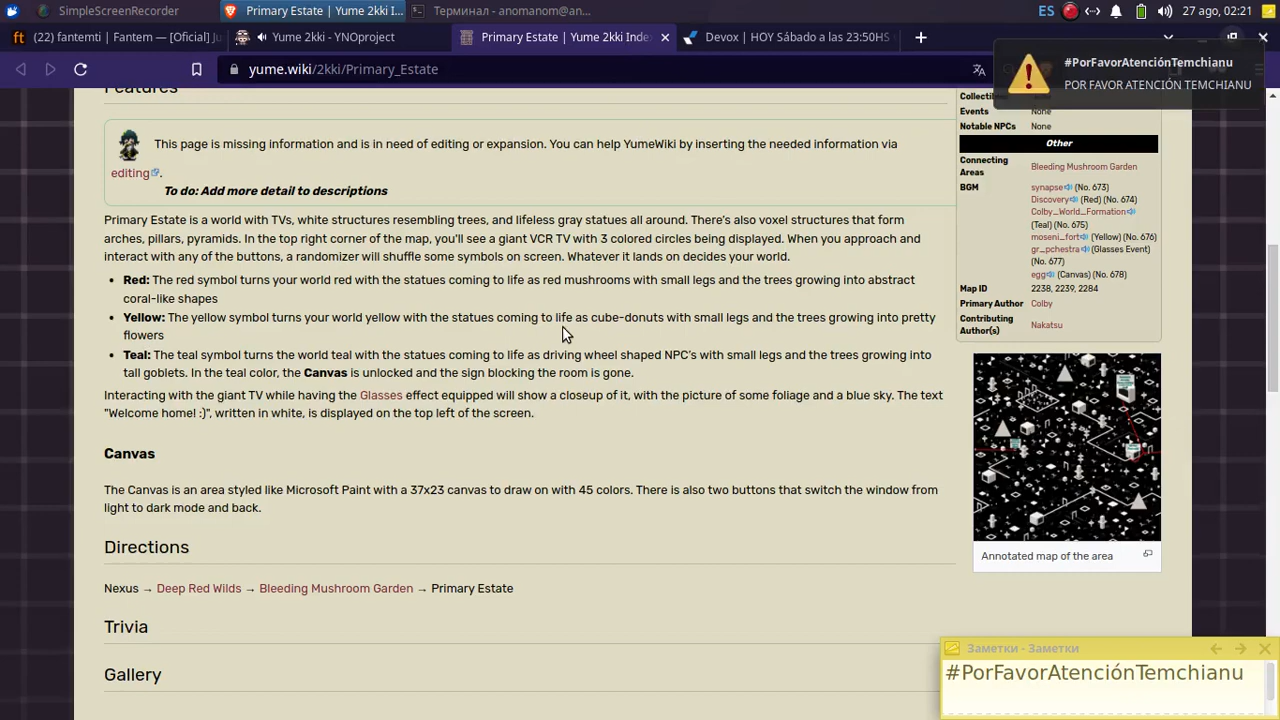 SimpleScreenRecorder
Primary Estate | Yume 2kki I...
Терминал - anomanom@an...
ES
27 ago, 02:21
(22) fantemti | Fantem — [Oficial] Ju
Yume 2kki - YNOproject
Primary Estate | Yume 2kki Index
Devox | HOY Sábado a las 23:50HS
yume.wiki/2kki/Primary_Estate
#PorFavorAtenciónTemchianu
POR FAVOR ATENCIÓN TEMCHIANU
Features
This page is missing information and is in need of editing or expansion. You can help YumeWiki by inserting the needed information via
editing.
To do: Add more detail to descriptions
Primary Estate is a world with TVs, white structures resembling trees, and lifeless gray statues all around. There's also voxel structures that form
arches, pillars, pyramids. In the top right corner of the map, you'll see a giant VCR TV with 3 colored circles being displayed. When you approach and
interact with any of the buttons, a randomizer will shuffle some symbols on screen. Whatever it lands on decides your world.
Red: The red symbol turns your world red with the statues coming to life as red mushrooms with small legs and the trees growing into abstract
coral-like shapes
Yellow: The yellow symbol turns your world yellow with the statues coming to life as cube-donuts with small legs and the trees growing into pretty
flowers
Teal: The teal symbol turns the world teal with the statues coming to life as driving wheel shaped NPC's with small legs and the trees growing into
tall goblets. In the teal color, the Canvas is unlocked and the sign blocking the room is gone.
Interacting with the giant TV while having the Glasses effect equipped will show a closeup of it, with the picture of some foliage and a blue sky. The text
"Welcome home! :)", written in white, is displayed on the top left of the screen.
Canvas
The Canvas is an area styled like Microsoft Paint with a 37x23 canvas to draw on with 45 colors. There is also two buttons that switch the window from
light to dark mode and back.
Directions
Nexus → Deep Red Wilds → Bleeding Mushroom Garden → Primary Estate
Trivia
Gallery
Events None
Notable NPCs None
Other
Connecting
Areas
Bleeding Mushroom Garden
BGM
synapse (No. 673)
Discovery (Red) (No. 674)
Colby_World_Formation
(Teal) (No. 675)
moseni_fort (Yellow) (No. 676)
gr_pchestra (Glasses Event)
(No. 677)
egg (Canvas) (No. 678)
Map ID 2238, 2239, 2284
Primary Author Colby
Contributing
Author(s)
Nakatsu
Annotated map of the area
Заметки - Заметки
#PorFavorAtenciónTemchianu